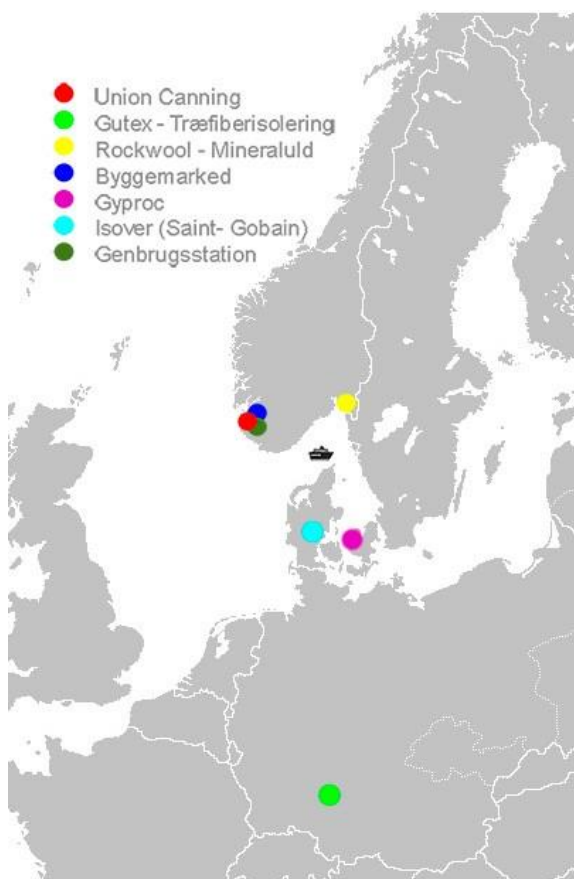 Union Canning
Gutex - Træfiberisolering
Rockwool - Mineraluld
Byggemarked
Gyproc
Isover (Saint- Gobain)
Genbrugsstation